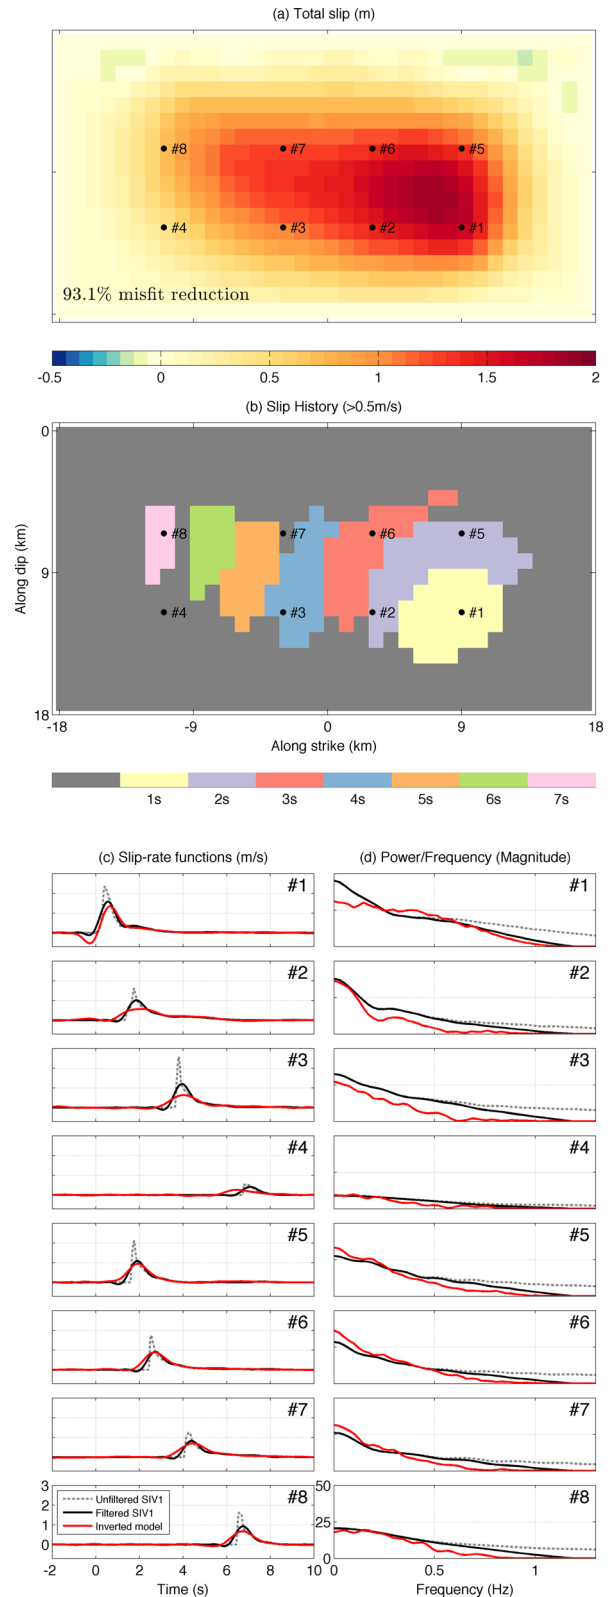 (a) Total slip (m)
#8 #7 #6 #5
#4 #3 #2 #1
93.1% misfit reduction
-0.5 0 0.5 1 1.5 2
(b) Slip History (>0.5m/s)
0
#8 #7 #6 #5
Along dip (km)
9
#4 #3 #2 #1
18
-18 -9 0 9 18
Along strike (km)
1s 2s 3s 4s 5s 6s 7s
(c) Slip-rate functions (m/s) (d) Power/Frequency (Magnitude)
#1 #1
#2 #2
#3 #3
#4 #4
#5 #5
#6 #6
#7 #7
3 #8 50 #8
Unfiltered SIV1
2
Filtered SIV1
1 25
Inverted model
0
0
-2 0 2 4 6 8 10 0 0.5 1
Time (s) Frequency (Hz)